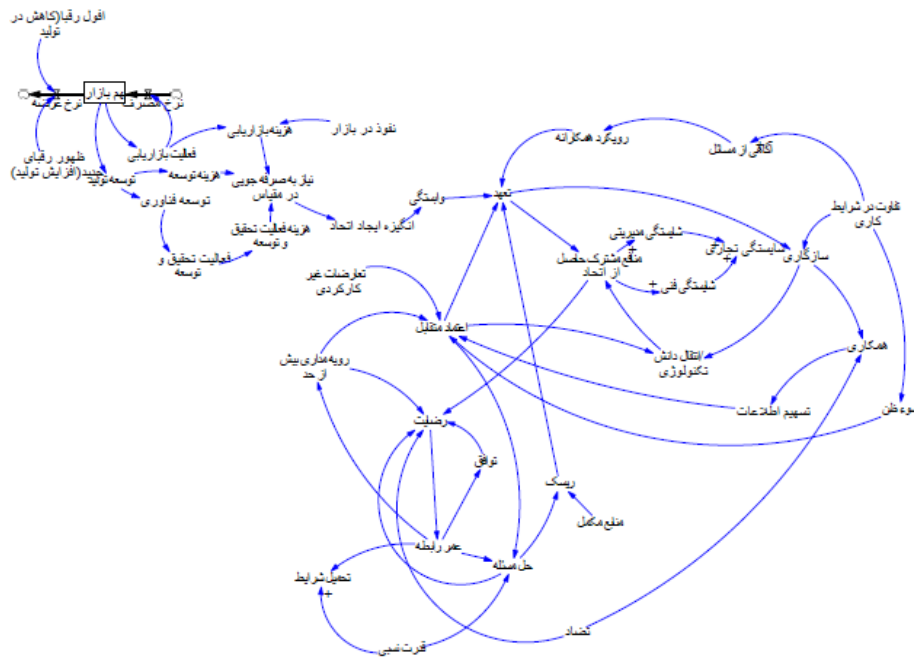 افول رقبا(کاهش در
تولید
نرخ عرضه
هم بازار
نرخ مصرف
ظهور رقبای
جدید(افزایش تولید)
توسعه تولید
فعالیت بازاریابی
هزینه بازاریابی
نفوذ در بازار
هزینه توسعه
توسعه فناوری
نیاز به صرفه جویی
در مقیاس
هزینه فعالیت تحقیق
و توسعه
فعالیت تحقیق و
توسعه
انگیزه ایجاد اتحاد
وابستگی
تعهد
رویکرد همکارانه
آگاهی از مسائل
تفاوت در شرایط
کاری
شایستگی مدیریتی
+
شایستگی تجاری
+
+
سازگاری
منافع مشترک حاصل
از اتحاد
+ شایستگی فنی
تعارضات غیر
کارکردی
اعتماد متقابل
انتقال دانش/
تکنولوژی
همکاری
رویه مداری بیش
از حد
تسهیم اطلاعات
سوء ظن
رضایت
توافق
ریسک
منافع مکمل
عمر رابطه
حل مسئله
تحمیل شرایط
+
تضاد
قدرت نسبی